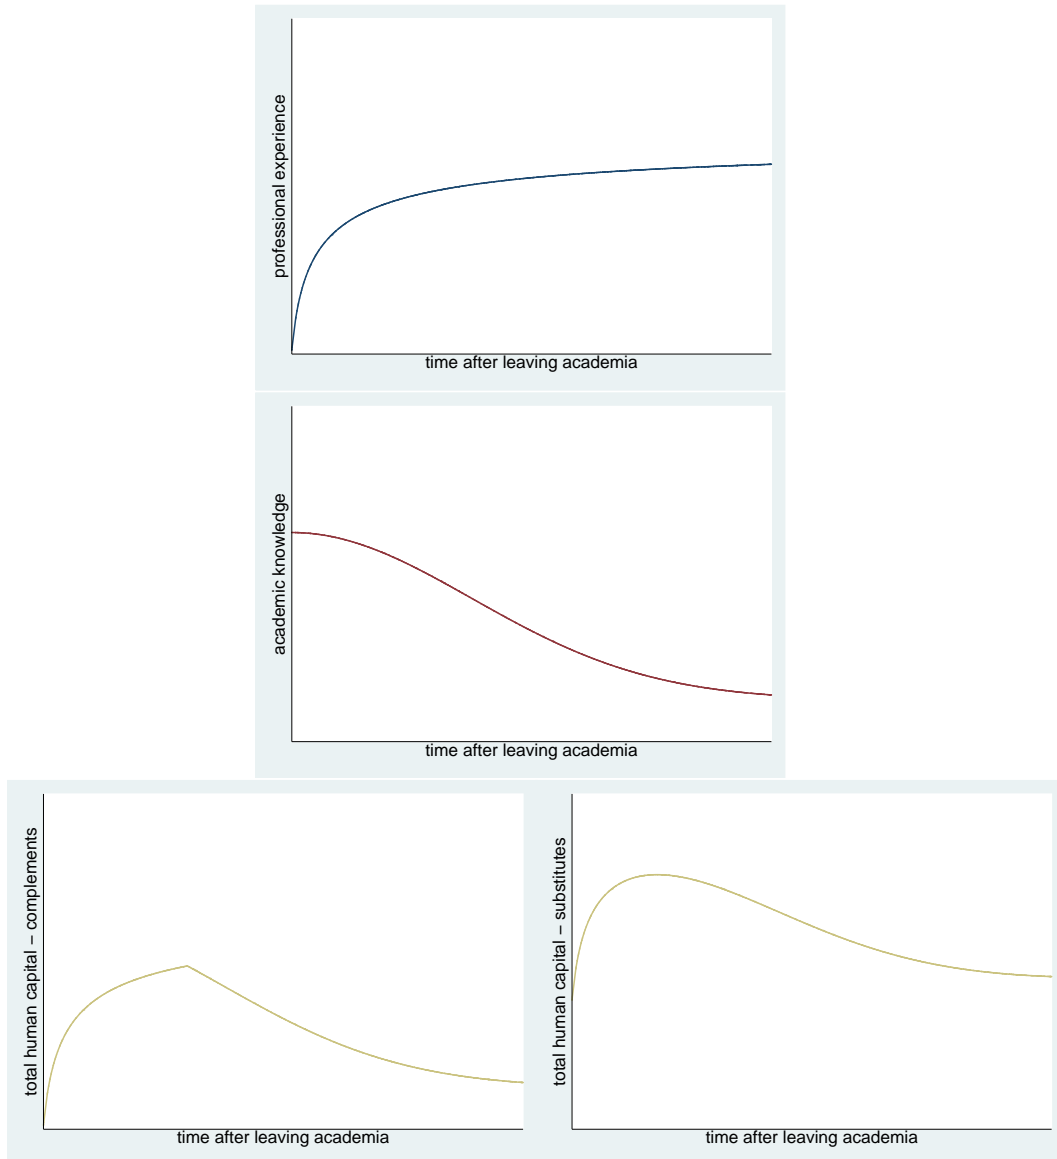 professional experience
time after leaving academia
academic knowledge
time after leaving academia
total human capital – complements
time after leaving academia
total human capital – substitutes
time after leaving academia